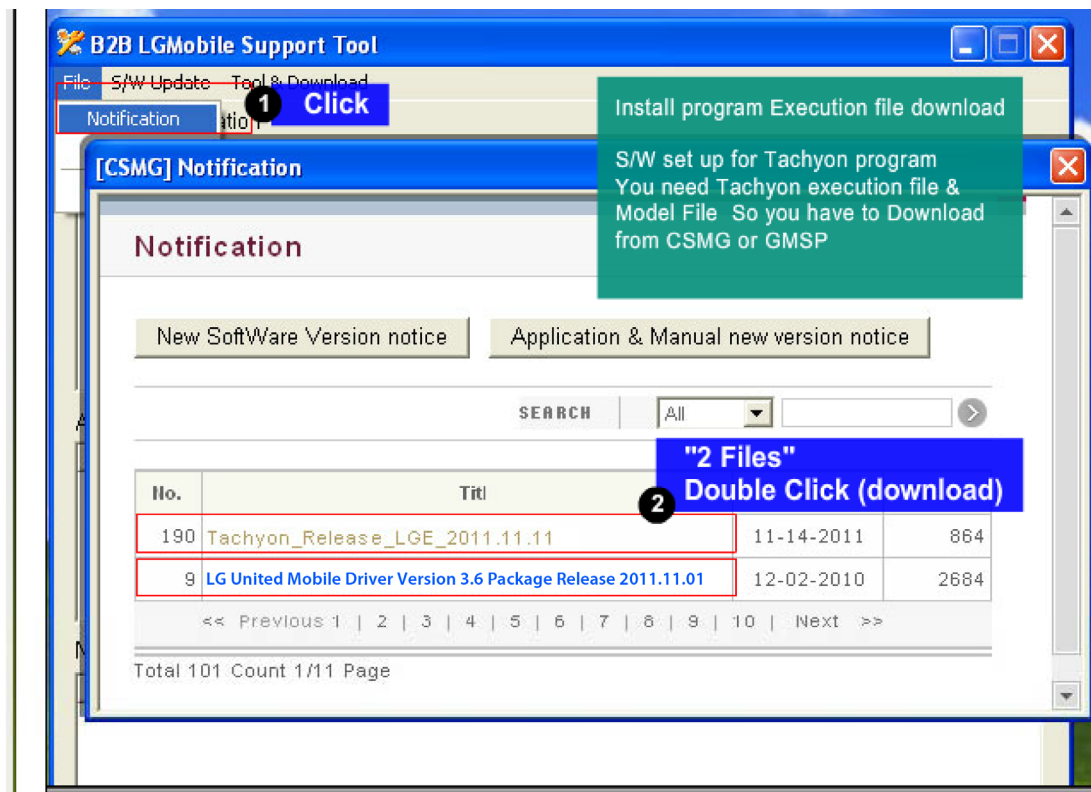 B2B LGMobile Support Tool
File S/W Update Tool & Download
1 Click
Notification
Install program Execution file download
S/W set up for Tachyon program
You need Tachyon execution file &
Model File So you have to Download
from CSMG or GMSP
[CSMG] Notification
Notification
New SoftWare Version notice
Application & Manual new version notice
SEARCH All
"2 Files"
2 Double Click (download)
No. Titl
190 Tachyon_Release_LGE_2011.11.11 11-14-2011 864
9 LG United Mobile Driver Version 3.6 Package Release 2011.11.01 12-02-2010 2684
<< Previous 1 | 2 | 3 | 4 | 5 | 6 | 7 | 8 | 9 | 10 | Next >>
Total 101 Count 1/11 Page